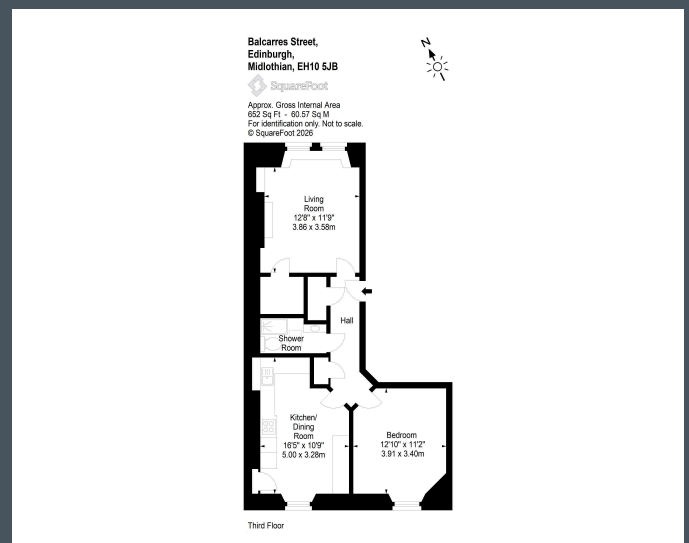 Balcarres Street,
Edinburgh,
Midlothian, EH10 5JB
SquareFoot
Approx. Gross Internal Area
652 Sq Ft - 60.57 Sq M
For identification only. Not to scale.
© SquareFoot 2026
N
Living
Room
12'8" x 11'9"
3.86 x 3.58m
Hall
Shower
Room
Kitchen/
Dining
Room
16'5" x 10'9"
5.00 x 3.28m
Bedroom
12'10" x 11'2"
3.91 x 3.40m
Third Floor